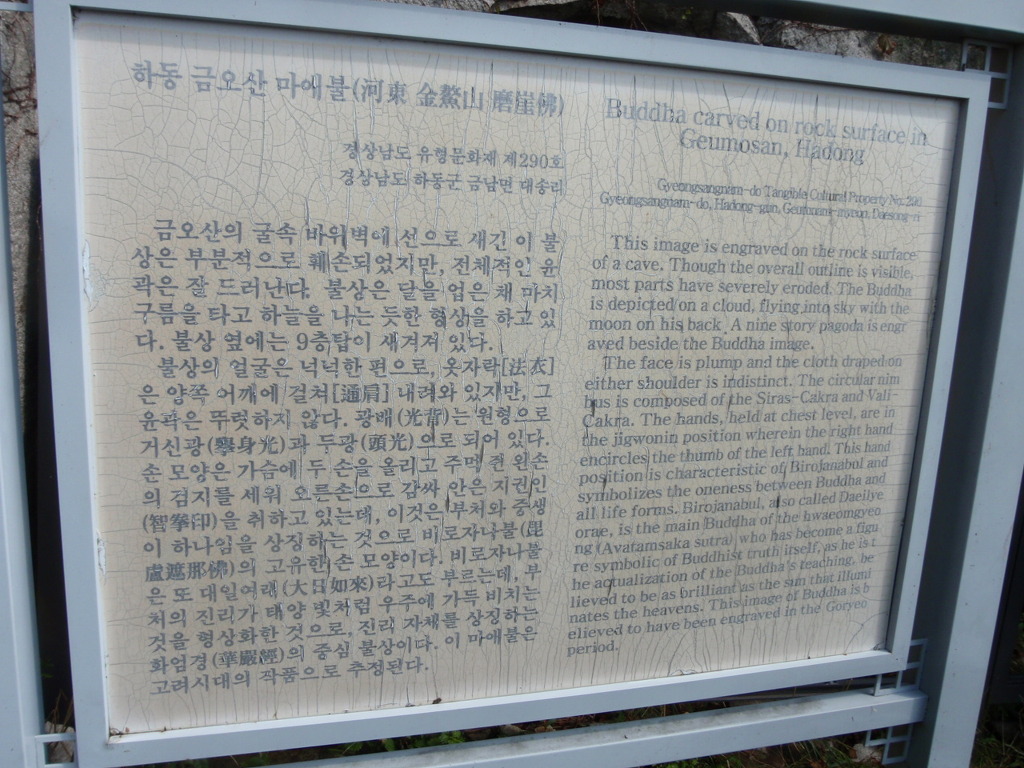 하동 금오산 마애불(河東 金鰲山 磨崖佛)
경상남도 유형문화재 제290호
경상남도 하동군 금남면 대송리
금오산의 굴속 바위벽에 선으로 새긴 이 불
상은 부분적으로 훼손되었지만, 전체적인 윤
곽은 잘 드러난다. 불상은 달을 업은 채 마치
구름을 타고 하늘을 나는 듯한 형상을 하고 있
다. 불상 옆에는 9층탑이 새겨져 있다.
불상의 얼굴은 넉넉한 편으로, 옷자락[法衣]
은 양쪽 어깨에 걸쳐[通肩] 내려와 있지만, 그
윤곽은 뚜렷하지 않다. 광배(光背)는 원형으로
거신광(擧身光)과 두광(頭光)으로 되어 있다.
손 모양은 가슴에 두 손을 올리고 주먹 쥔 왼손
의 검지를 세워 오른손으로 감싸 안은 지권인
(智拳印)을 취하고 있는데, 이것은 부처와 중생
이 하나임을 상징하는 것으로 비로자나불(毘
盧遮那佛)의 고유한 손 모양이다. 비로자나불
은 또 대일여래(大日如來)라고도 부르는데, 부
처의 진리가 태양 빛처럼 우주에 가득 비치는
것을 형상화한 것으로, 진리 자체를 상징하는
화엄경(華嚴經)의 중심 불상이다. 이 마애불은
고려시대의 작품으로 추정된다.
Buddha carved on rock surface in
Geumosan, Hadong
Gyeongsangnam-do Tangible Cultural Property No. 290
Gyeongsangnam-do, Hadong-gun, Geumnam-myeon, Daesong-ri
This image is engraved on the rock surface
of a cave. Though the overall outline is visible,
most parts have severely eroded. The Buddha
is depicted on a cloud, flying into sky with the
moon on his back. A nine story pagoda is engr
aved beside the Buddha image.
The face is plump and the cloth draped on
either shoulder is indistinct. The circular nim
bus is composed of the Siras-Cakra and Vali-
Cakra. The hands, held at chest level, are in
the jigwonin position wherein the right hand
encircles the thumb of the left hand. This hand
position is characteristic of Birojanabul and
symbolizes the oneness between Buddha and
all life forms. Birojanabul, also called Daeilye
orae, is the main Buddha of the hwaeomgyeo
ng (Avatamsaka sutra) who has become a figu
re symbolic of Buddhist truth itself, as he is t
he actualization of the Buddha's teaching, be
lieved to be as brilliant as the sun that illumi
nates the heavens. This image of Buddha is b
elieved to have been engraved in the Goryeo
period.